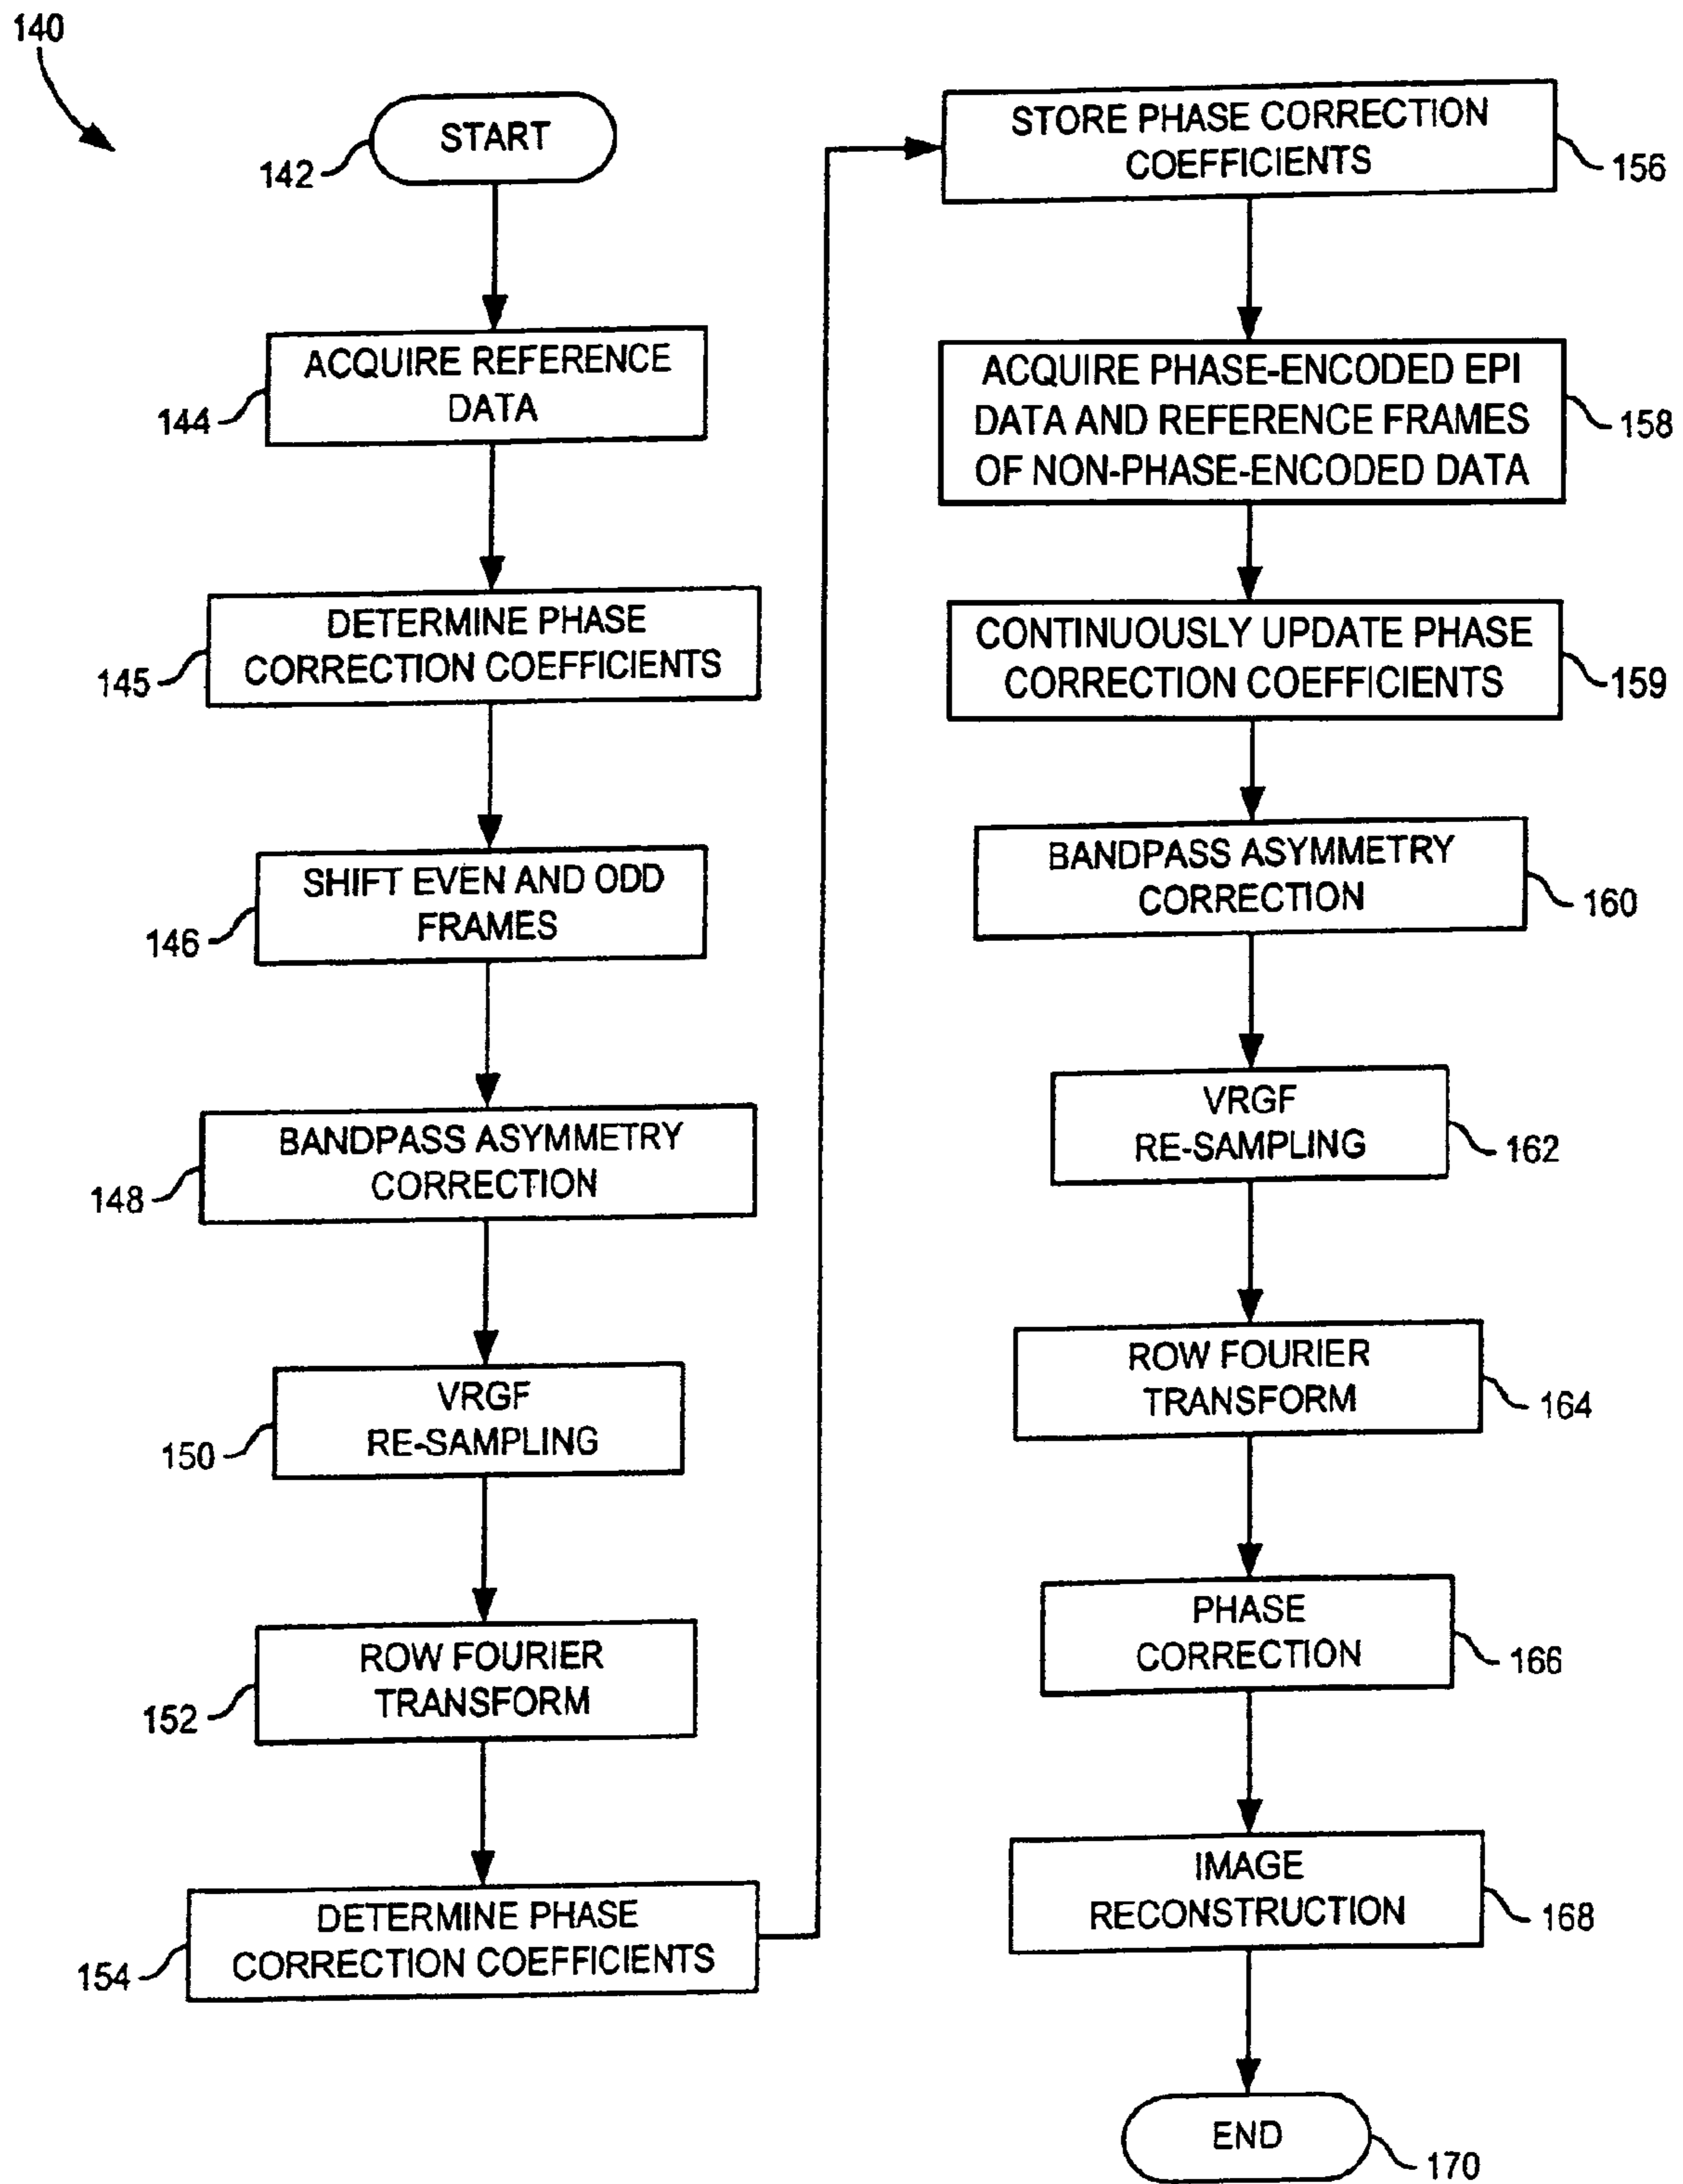 140
START
142
ACQUIRE REFERENCE
DATA
144
DETERMINE PHASE
CORRECTION COEFFICIENTS
145
SHIFT EVEN AND ODD
FRAMES
146
BANDPASS ASYMMETRY
CORRECTION
148
VRGF
RE-SAMPLING
150
ROW FOURIER
TRANSFORM
152
DETERMINE PHASE
CORRECTION COEFFICIENTS
154
STORE PHASE CORRECTION
COEFFICIENTS
156
ACQUIRE PHASE-ENCODED EPI
DATA AND REFERENCE FRAMES
OF NON-PHASE-ENCODED DATA
158
CONTINUOUSLY UPDATE PHASE
CORRECTION COEFFICIENTS
159
BANDPASS ASYMMETRY
CORRECTION
160
VRGF
RE-SAMPLING
162
ROW FOURIER
TRANSFORM
164
PHASE
CORRECTION
166
IMAGE
RECONSTRUCTION
168
END
170